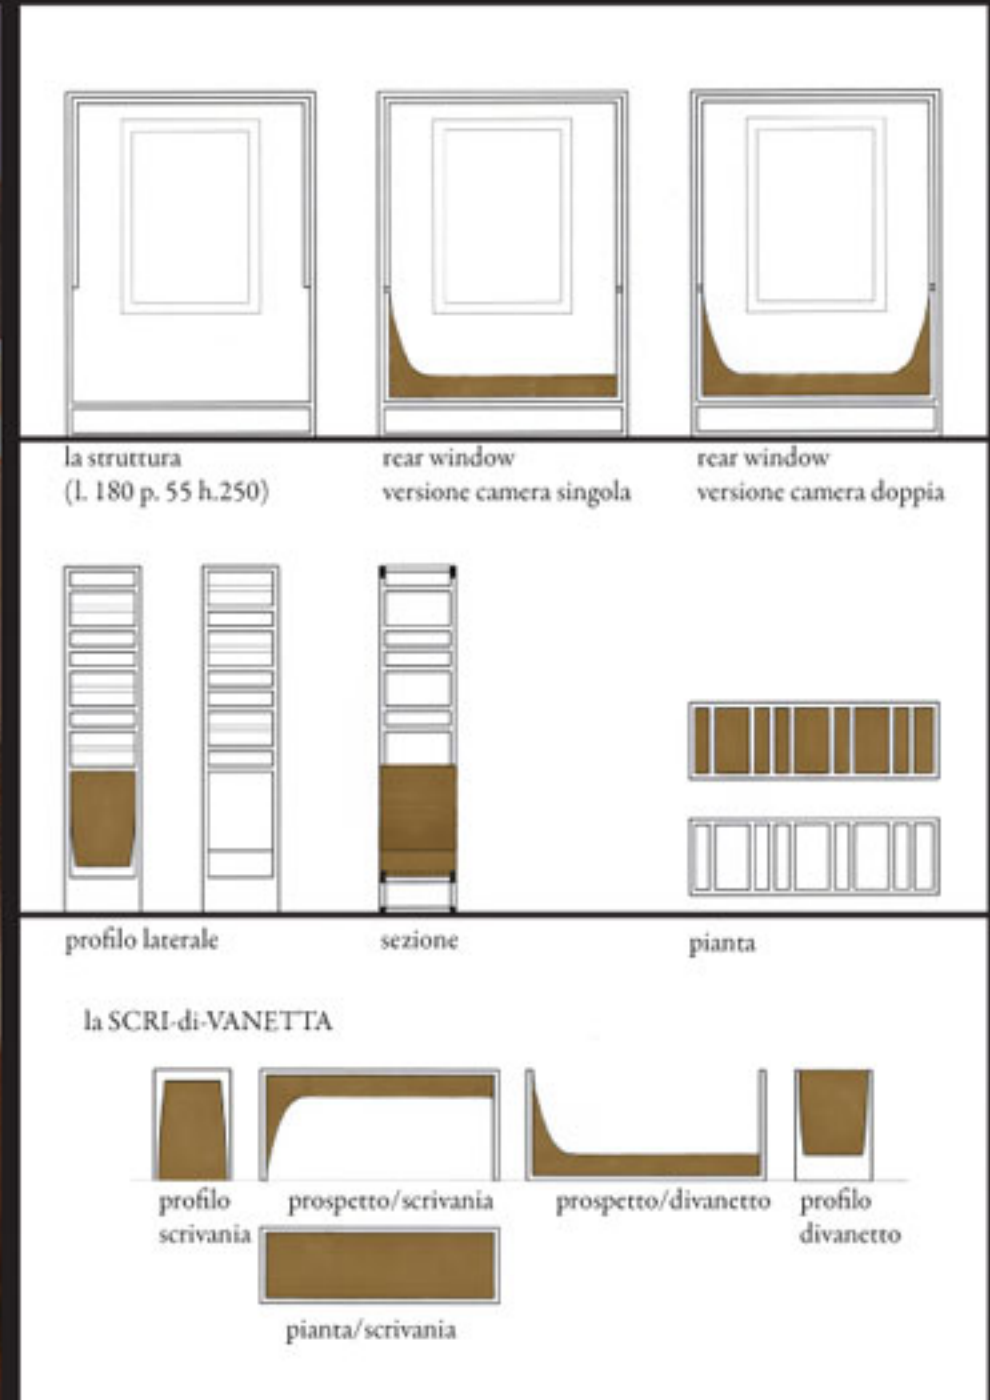 la struttura
(l. 180 p. 55 h.250)
rear window
versione camera singola
rear window
versione camera doppia
profilo laterale
sezione
pianta
la SCRI-di-VANETTA
profilo
scrivania
prospetto/scrivania
prospetto/divanetto
profilo
divanetto
pianta/scrivania